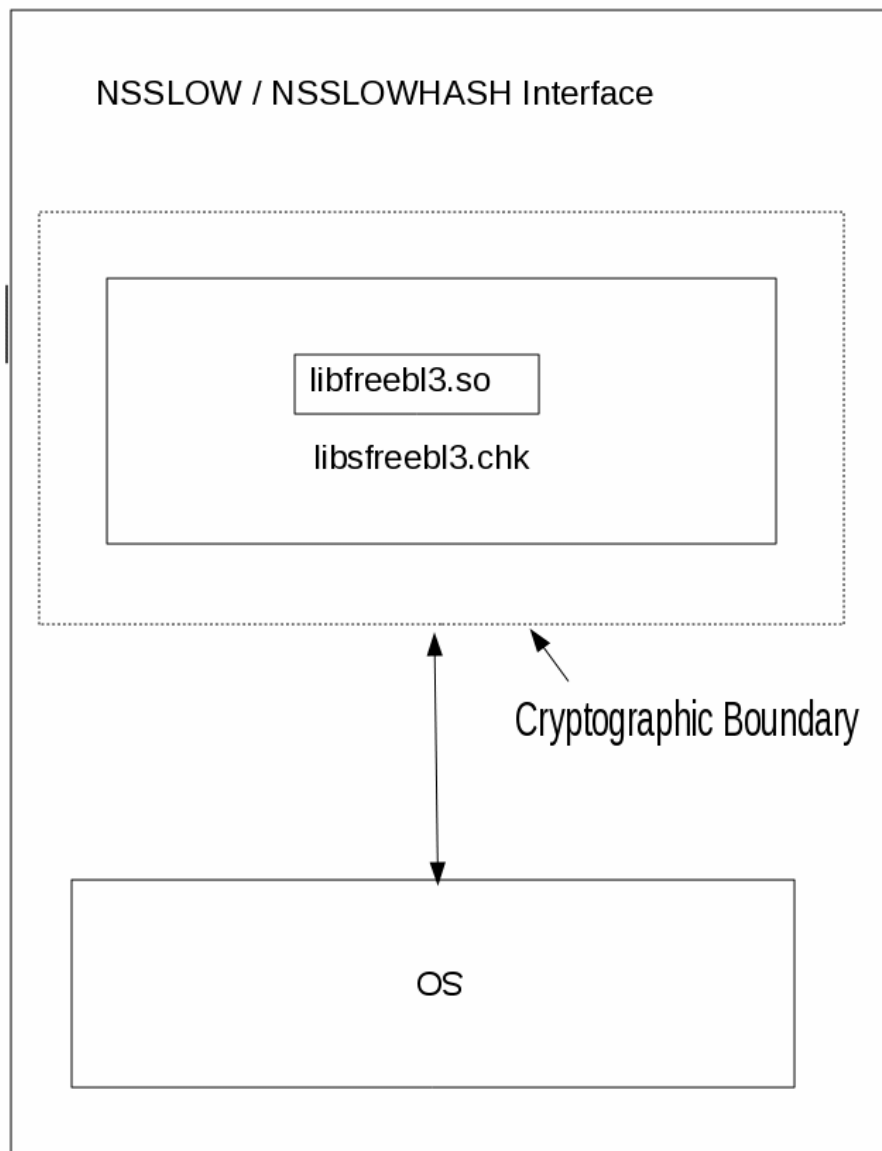 NSSLOW / NSSLOWHASH Interface
libfreebl3.so
libsfreebl3.chk
Cryptographic Boundary
OS